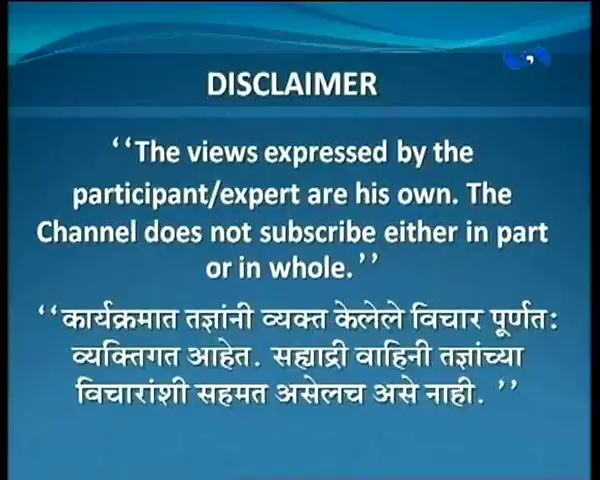 DISCLAIMER
‘‘The views expressed by the
participant/expert are his own. The
Channel does not subscribe either in part
or in whole.’’
‘‘कार्यक्रमात तज्ञांनी व्यक्त केलेले विचार पूर्णत:
व्यक्तिगत आहेत. सह्याद्री वाहिनी तज्ञांच्या
विचारांशी सहमत असेलच असे नाही. ’’